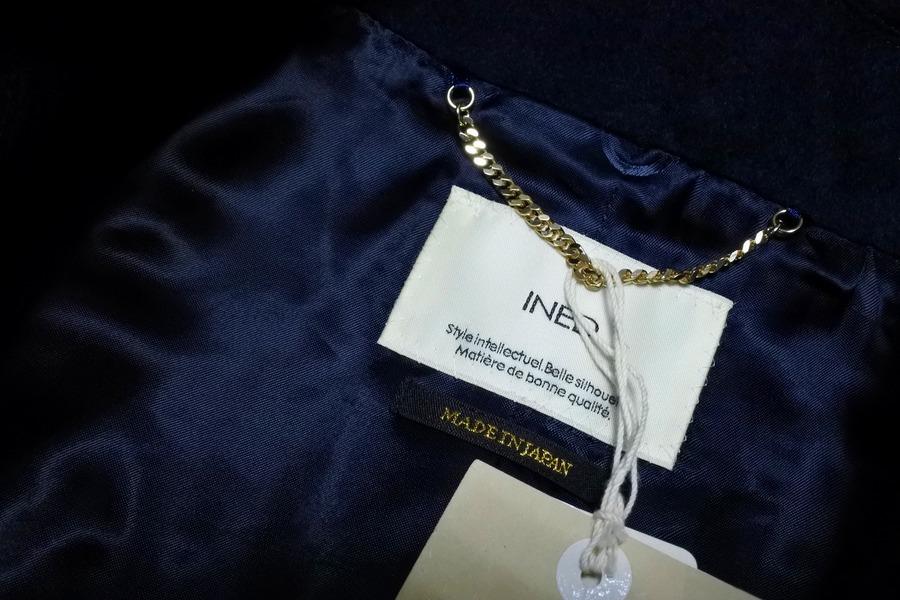 INED
Style intellectuel.Belle silhouet
Matière de bonne qualité.
MADE IN JAPAN